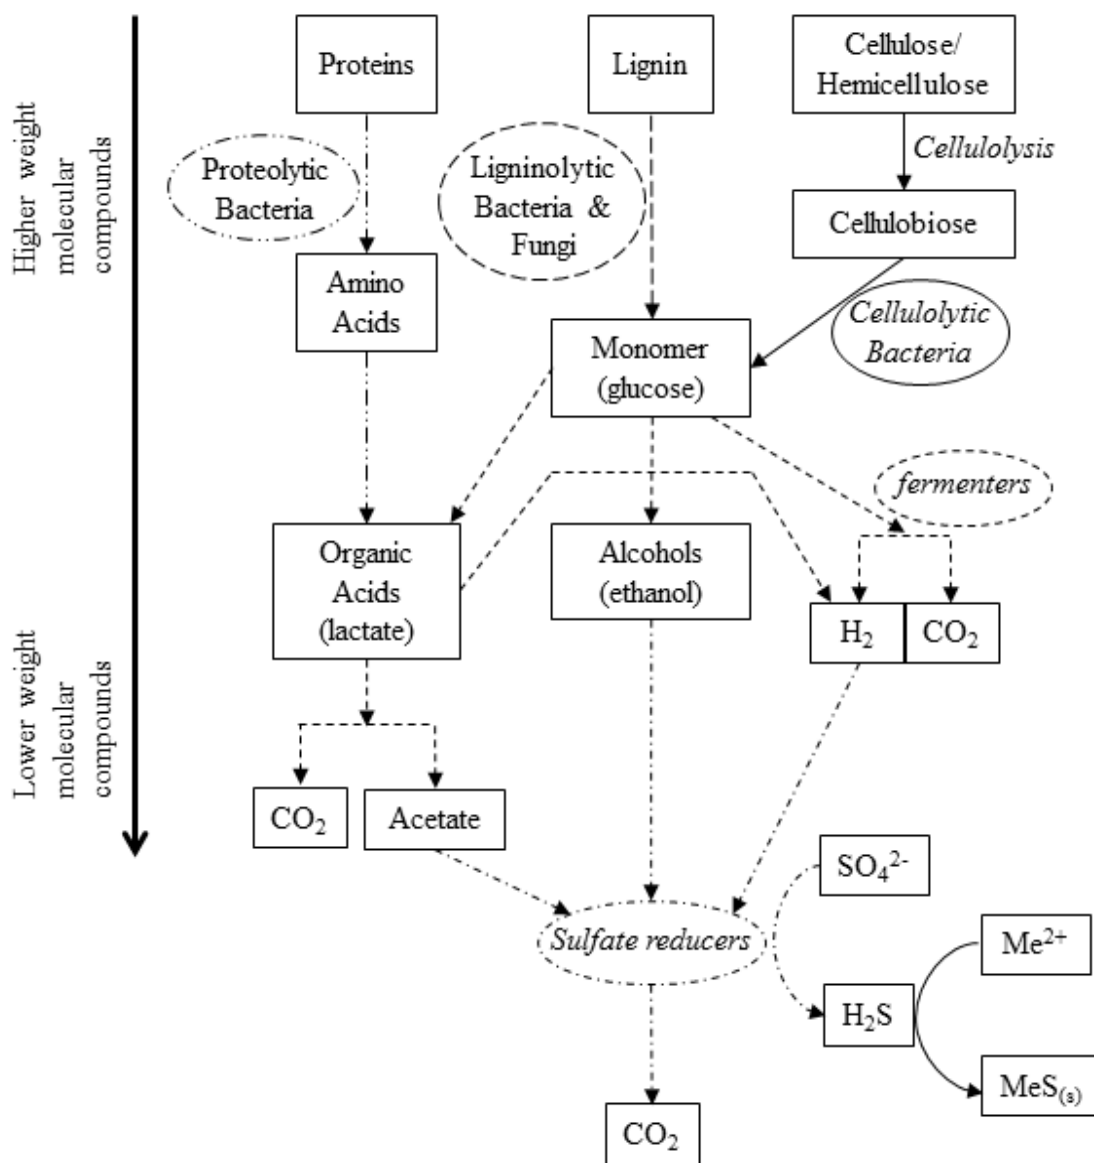 Higher weight
molecular
compounds
Lower weight
molecular
compounds
Proteins
Lignin
Cellulose/
Hemicellulose
Proteolytic
Bacteria
Ligninolytic
Bacteria &
Fungi
Cellulolysis
Cellulobiose
Amino
Acids
Monomer
(glucose)
Cellulolytic
Bacteria
fermenters
Organic
Acids
(lactate)
Alcohols
(ethanol)
H₂
CO₂
CO₂
Acetate
SO₄²⁻
Sulfate reducers
Me²⁺
H₂S
MeS₍ₛ₎
CO₂